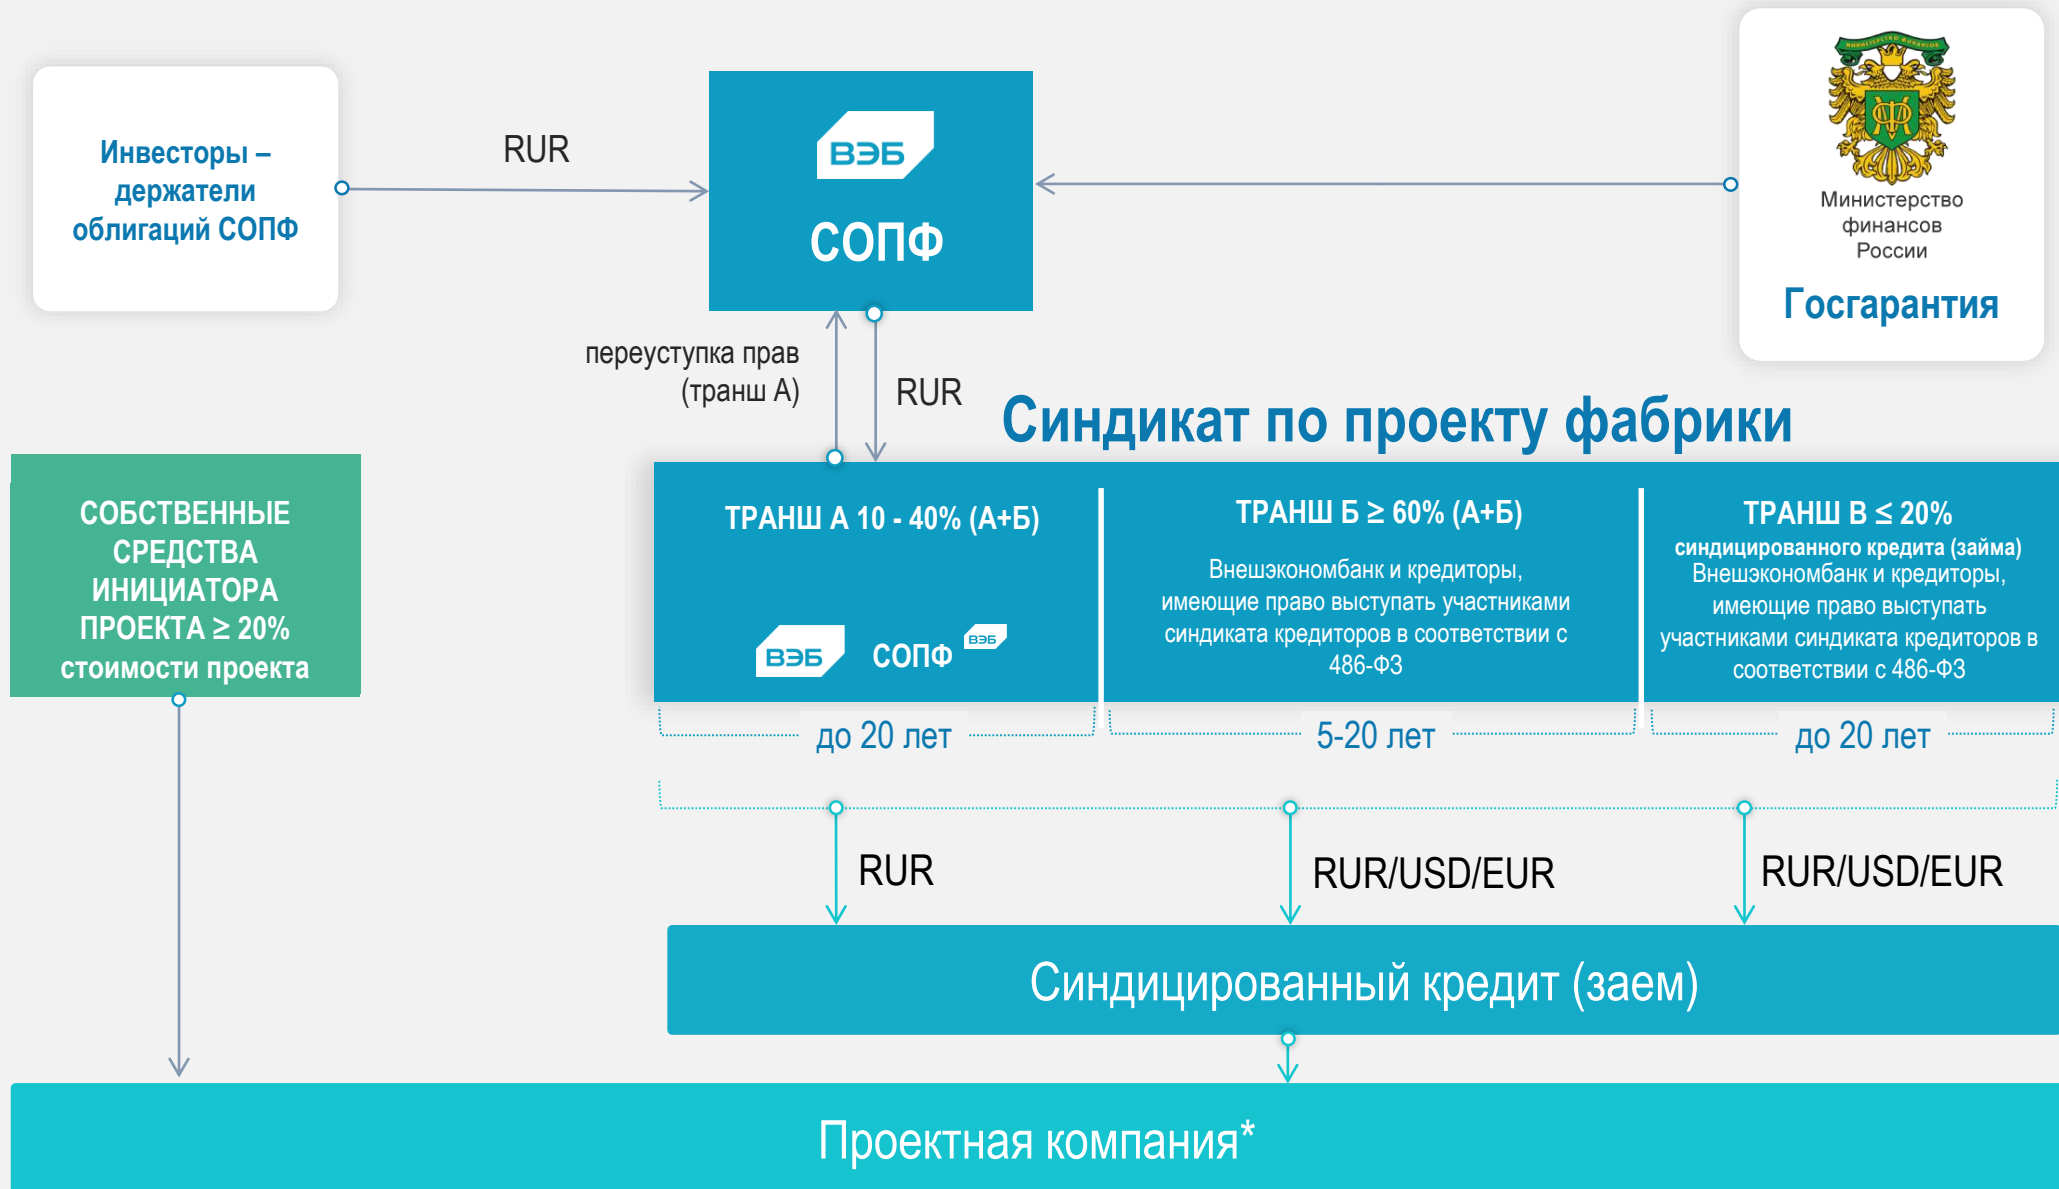 Инвесторы –
держатели
облигаций СОПФ
RUR
ВЭБ
СОПФ
МИНИСТЕРСТВО ФИНАНСОВ
Министерство
финансов
России
Госгарантия
переуступка прав
(транш А)
RUR
Синдикат по проекту фабрики
СОБСТВЕННЫЕ
СРЕДСТВА
ИНИЦИАТОРА
ПРОЕКТА ≥ 20%
стоимости проекта
ТРАНШ А 10 - 40% (А+Б)
ВЭБ
СОПФ
ВЭБ
ТРАНШ Б ≥ 60% (А+Б)
Внешэкономбанк и кредиторы,
имеющие право выступать участниками
синдиката кредиторов в соответствии с
486-ФЗ
ТРАНШ В ≤ 20%
синдицированного кредита (займа)
Внешэкономбанк и кредиторы,
имеющие право выступать
участниками синдиката кредиторов в
соответствии с 486-ФЗ
до 20 лет
5-20 лет
до 20 лет
RUR
RUR/USD/EUR
RUR/USD/EUR
Синдицированный кредит (заем)
Проектная компания*